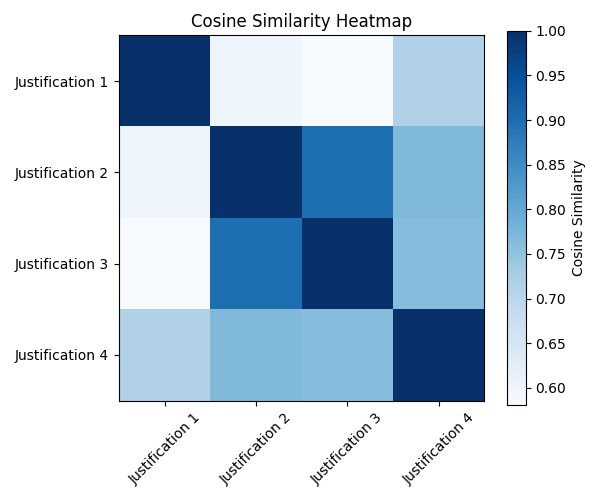 Cosine Similarity Heatmap
Justification 1
Justification 2
Justification 3
Justification 4
Justification 1
Justification 2
Justification 3
Justification 4
1.00
0.95
0.90
0.85
0.80
0.75
0.70
0.65
0.60
Cosine Similarity